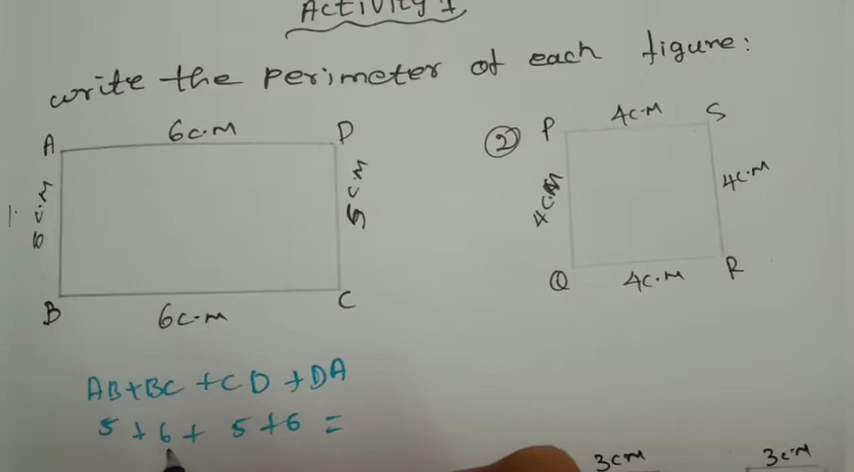 Activity 1
write the perimeter of each figure:
1.
A 6c.m D
5 c.m
5 c.m
B 6c.m C
2 P 4c.m S
4c.m
4c.m
Q 4c.m R
AB+BC+CD+DA
5+6+5+6=
3cm
3cm